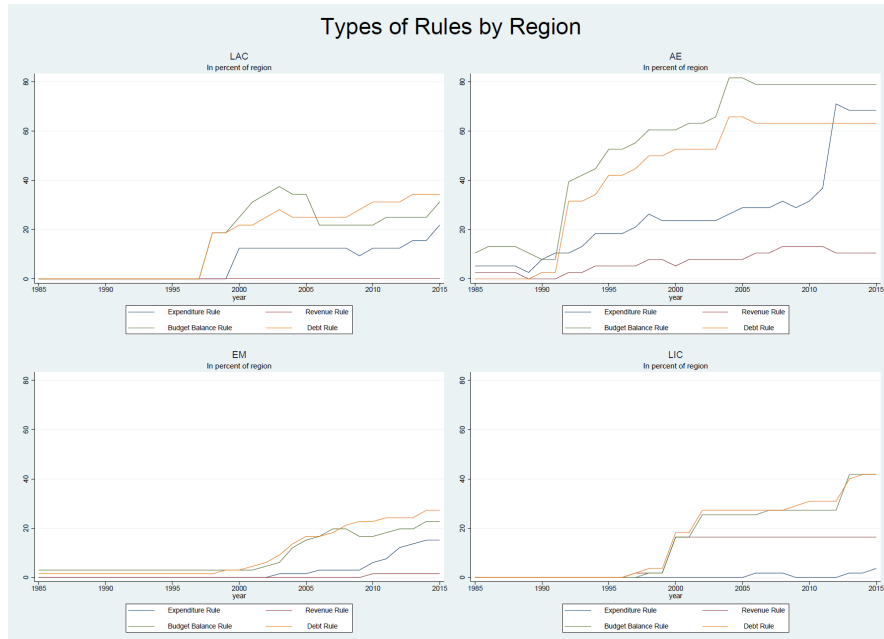 Types of Rules by Region
LAC
In percent of region
80
60
40
20
0
1985 1990 1995 2000 2005 2010 2015
year
Expenditure Rule Revenue Rule
Budget Balance Rule Debt Rule
AE
In percent of region
80
60
40
20
0
1985 1990 1995 2000 2005 2010 2015
year
Expenditure Rule Revenue Rule
Budget Balance Rule Debt Rule
EM
In percent of region
80
60
40
20
0
1985 1990 1995 2000 2005 2010 2015
year
Expenditure Rule Revenue Rule
Budget Balance Rule Debt Rule
LIC
In percent of region
80
60
40
20
0
1985 1990 1995 2000 2005 2010 2015
year
Expenditure Rule Revenue Rule
Budget Balance Rule Debt Rule